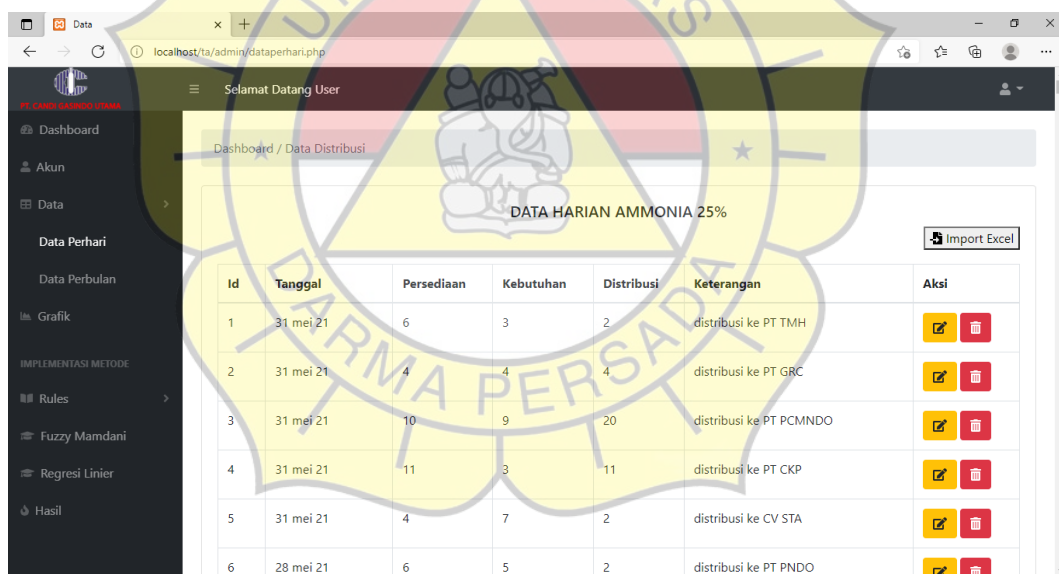 Data
localhost/ta/admin/dataperhari.php
PT. CANDI GASINDO UTAMA
Selamat Datang User
Dashboard
Akun
Data
Data Perhari
Data Perbulan
Grafik
IMPLEMENTASI METODE
Rules
Fuzzy Mamdani
Regresi Linier
Hasil
Dashboard / Data Distribusi
DATA HARIAN AMMONIA 25%
Import Excel
Id Tanggal Persediaan Kebutuhan Distribusi Keterangan Aksi
1 31 mei 21 6 3 2 distribusi ke PT TMH
2 31 mei 21 4 4 4 distribusi ke PT GRC
3 31 mei 21 10 9 20 distribusi ke PT PCMNDO
4 31 mei 21 11 3 11 distribusi ke PT CKP
5 31 mei 21 4 7 2 distribusi ke CV STA
6 28 mei 21 6 5 2 distribusi ke PT PNDO
DARMA PERSADA